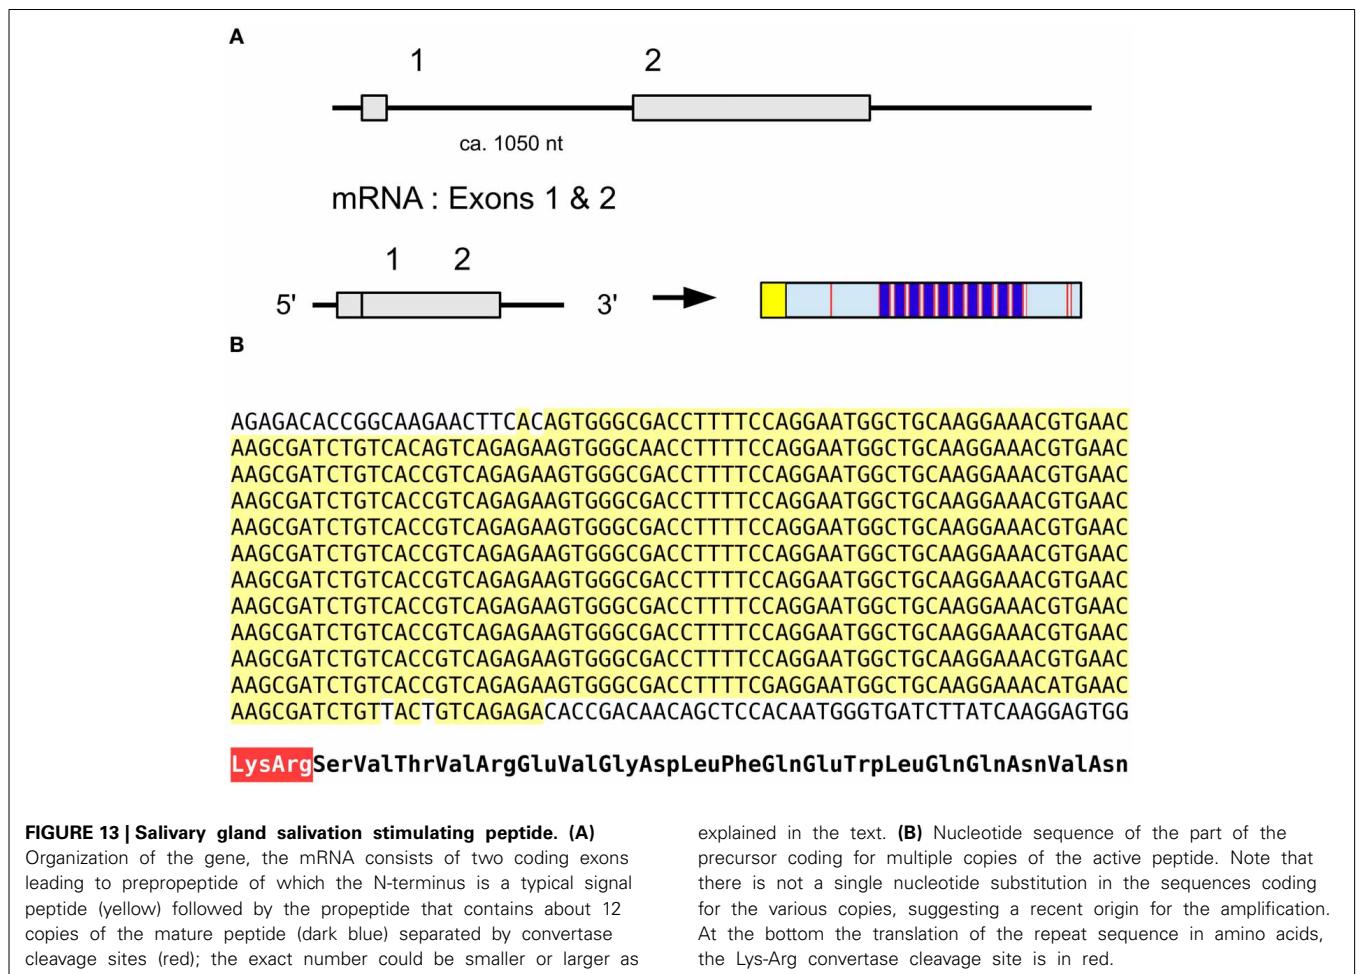 A
1 2
ca. 1050 nt
mRNA : Exons 1 & 2
1 2
5' 3'
B
AGAGACACCGGCAAGAACTTCACAGTGGGCGACCTTTTCCAGGAATGGCTGCAAGGAAACGTGAAC
AAGCGATCTGTCACAGTCAGAGAAGTGGGCAACCTTTTCCAGGAATGGCTGCAAGGAAACGTGAAC
AAGCGATCTGTCACCGTCAGAGAAGTGGGCGACCTTTTCCAGGAATGGCTGCAAGGAAACGTGAAC
AAGCGATCTGTCACCGTCAGAGAAGTGGGCGACCTTTTCCAGGAATGGCTGCAAGGAAACGTGAAC
AAGCGATCTGTCACCGTCAGAGAAGTGGGCGACCTTTTCCAGGAATGGCTGCAAGGAAACGTGAAC
AAGCGATCTGTCACCGTCAGAGAAGTGGGCGACCTTTTCCAGGAATGGCTGCAAGGAAACGTGAAC
AAGCGATCTGTCACCGTCAGAGAAGTGGGCGACCTTTTCCAGGAATGGCTGCAAGGAAACGTGAAC
AAGCGATCTGTCACCGTCAGAGAAGTGGGCGACCTTTTCCAGGAATGGCTGCAAGGAAACGTGAAC
AAGCGATCTGTCACCGTCAGAGAAGTGGGCGACCTTTTCCAGGAATGGCTGCAAGGAAACGTGAAC
AAGCGATCTGTCACCGTCAGAGAAGTGGGCGACCTTTTCCAGGAATGGCTGCAAGGAAACGTGAAC
AAGCGATCTGTCACCGTCAGAGAAGTGGGCGACCTTTTCGAGGAATGGCTGCAAGGAAACATGAAC
AAGCGATCTGTTACTGTCAGAGACACCGACAACAGCTCCACAATGGGTGATCTTATCAAGGAGTGG
LysArgSerValThrValArgGluValGlyAspLeuPheGlnGluTrpLeuGlnGlnAsnValAsn
FIGURE 13 | Salivary gland salivation stimulating peptide. (A)
Organization of the gene, the mRNA consists of two coding exons
leading to prepropeptide of which the N-terminus is a typical signal
peptide (yellow) followed by the propeptide that contains about 12
copies of the mature peptide (dark blue) separated by convertase
cleavage sites (red); the exact number could be smaller or larger as
explained in the text. (B) Nucleotide sequence of the part of the
precursor coding for multiple copies of the active peptide. Note that
there is not a single nucleotide substitution in the sequences coding
for the various copies, suggesting a recent origin for the amplification.
At the bottom the translation of the repeat sequence in amino acids,
the Lys-Arg convertase cleavage site is in red.